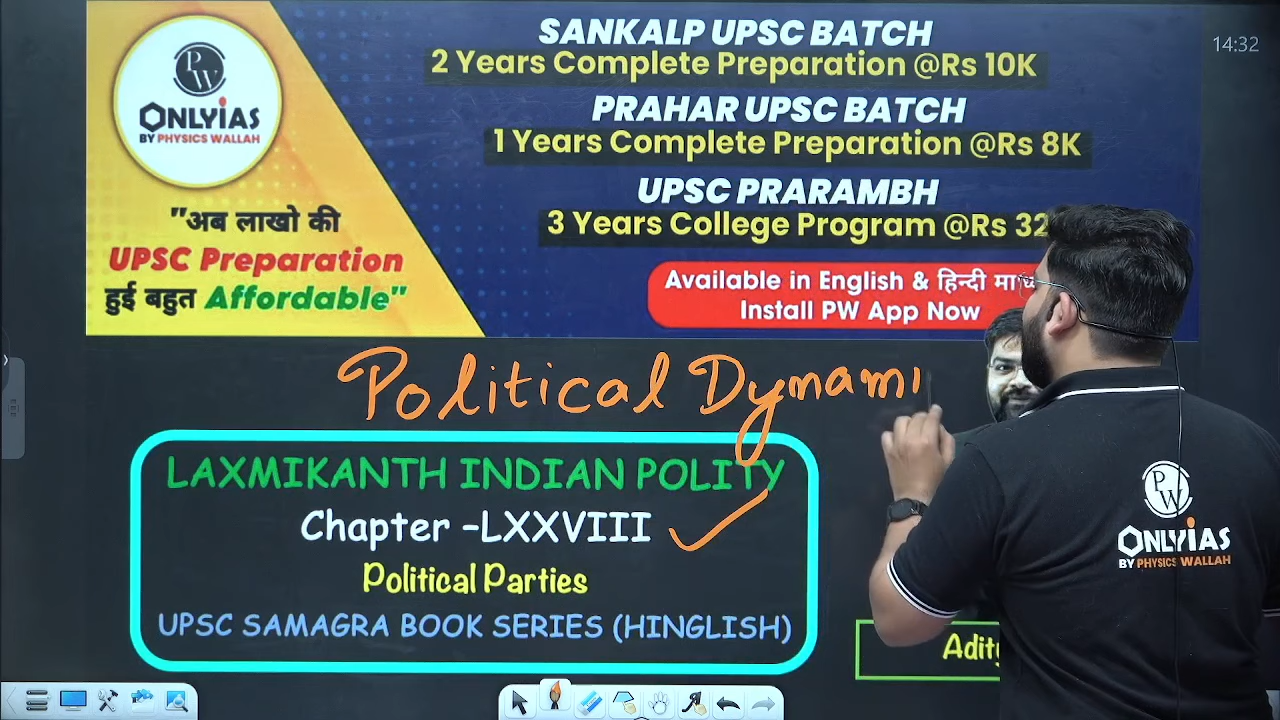 14:32
SANKALP UPSC BATCH
2 Years Complete Preparation @Rs 10K
PRAHAR UPSC BATCH
1 Years Complete Preparation @Rs 8K
UPSC PRARAMBH
3 Years College Program @Rs 32
Available in English & हिन्दी
Install PW App Now
PW
ONLYIAS
BY PHYSICS WALLAH
"अब लाखो की
UPSC Preparation
हुई बहुत Affordable"
Political Dynami
LAXMIKANTH INDIAN POLITY
Chapter –LXXVIII
Political Parties
UPSC SAMAGRA BOOK SERIES (HINGLISH)
PW
ONLYIAS
BY PHYSICS WALLAH